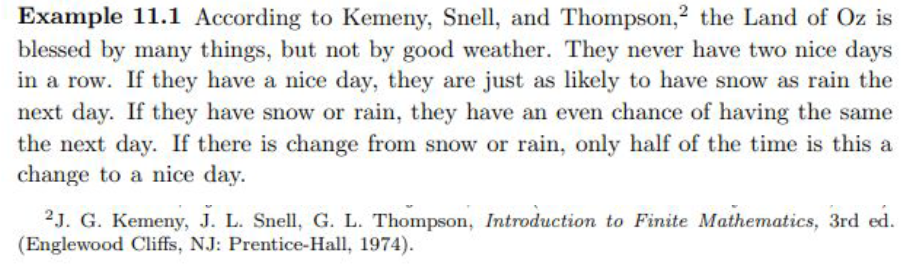 Example 11.1 According to Kemeny, Snell, and Thompson,² the Land of Oz is
blessed by many things, but not by good weather. They never have two nice days
in a row. If they have a nice day, they are just as likely to have snow as rain the
next day. If they have snow or rain, they have an even chance of having the same
the next day. If there is change from snow or rain, only half of the time is this a
change to a nice day.
²J. G. Kemeny, J. L. Snell, G. L. Thompson, Introduction to Finite Mathematics, 3rd ed.
(Englewood Cliffs, NJ: Prentice-Hall, 1974).